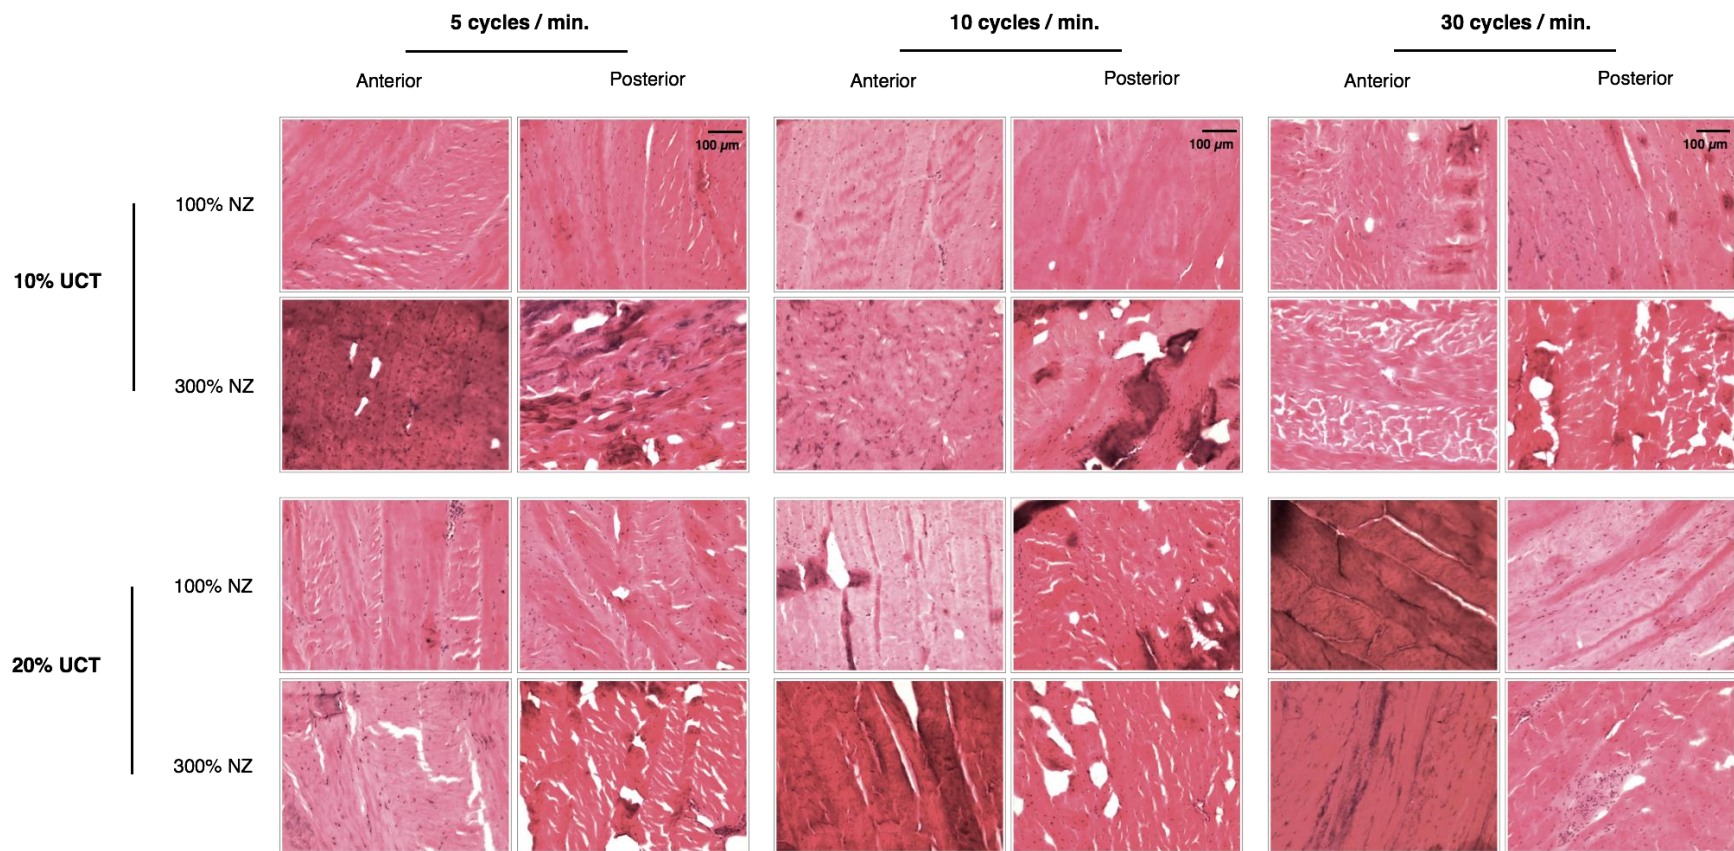 5 cycles / min.
10 cycles / min.
30 cycles / min.
Anterior
Posterior
Anterior
Posterior
Anterior
Posterior
100 µm
100 µm
100 µm
100% NZ
10% UCT
300% NZ
100% NZ
20% UCT
300% NZ